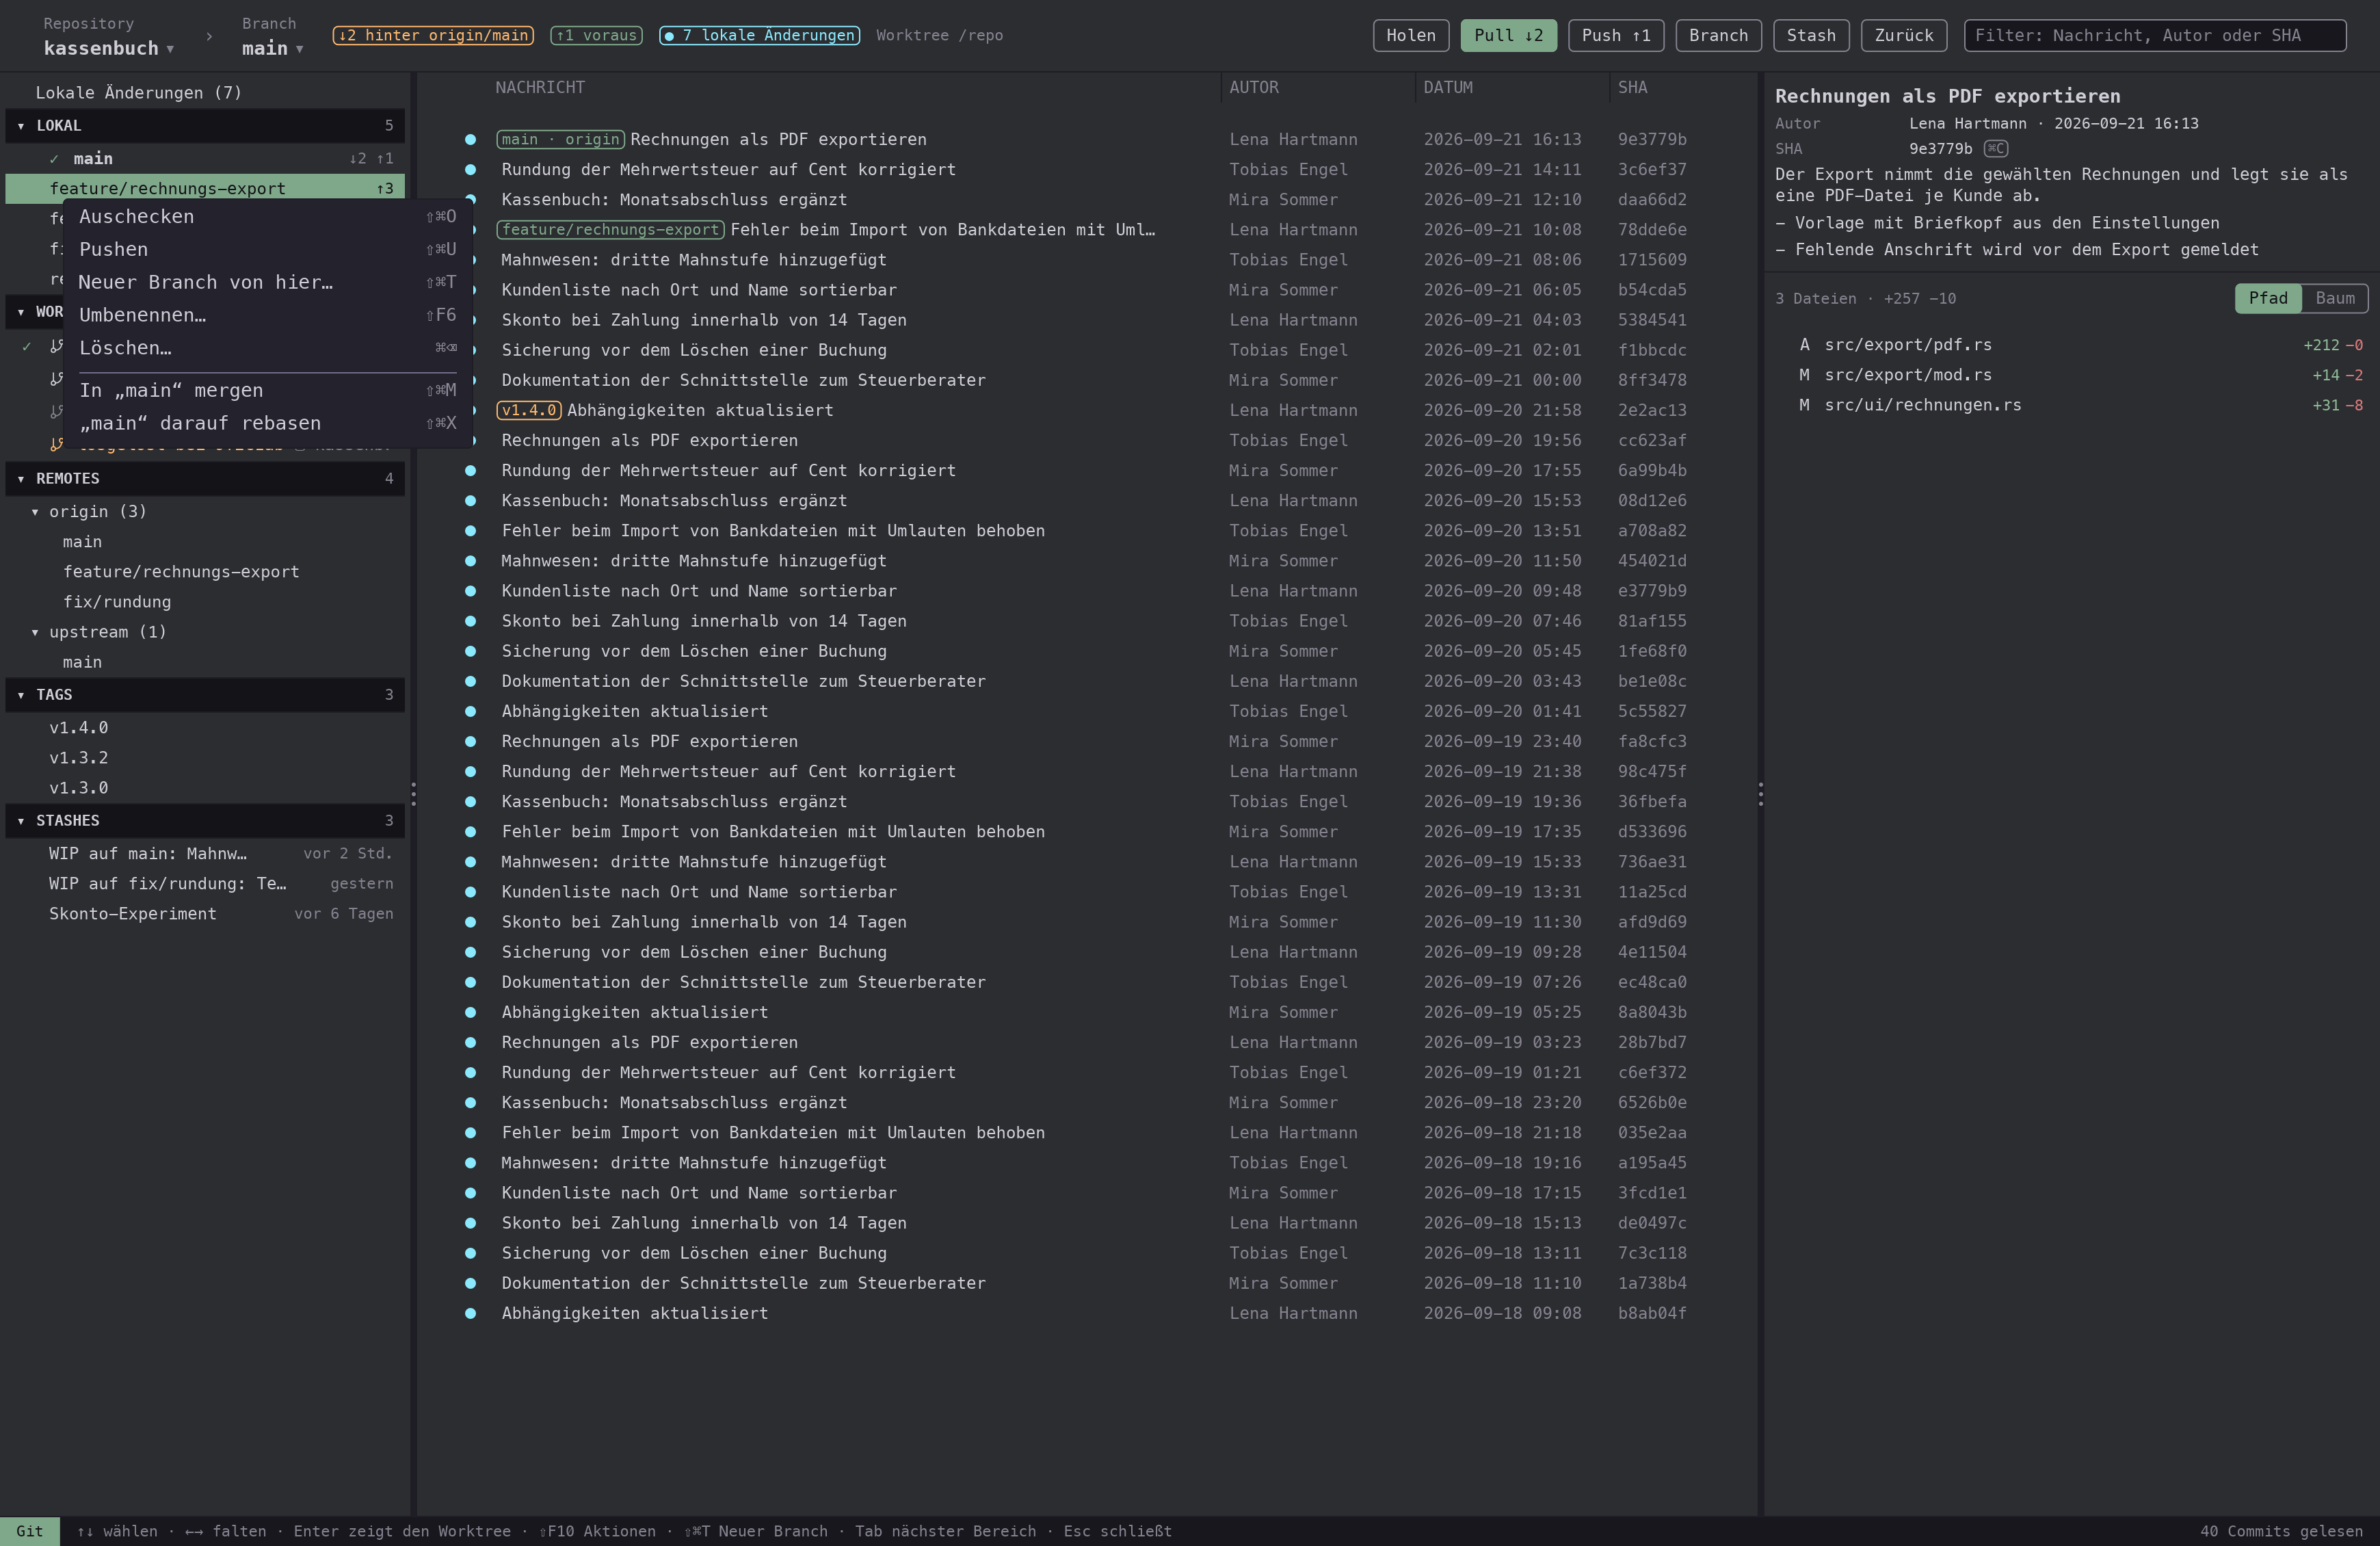 Repository
kassenbuch ▾
›
Branch
main ▾
↓2 hinter origin/main
↑1 voraus
● 7 lokale Änderungen
Worktree /repo
Holen
Pull ↓2
Push ↑1
Branch
Stash
Zurück
Filter: Nachricht, Autor oder SHA
Lokale Änderungen (7)
▾ LOKAL 5
✓ main ↓2 ↑1
feature/rechnungs-export ↑3
Auschecken ⇧⌘O
Pushen ⇧⌘U
Neuer Branch von hier… ⇧⌘T
Umbenennen… ⇧F6
Löschen… ⌘⌫
In „main“ mergen ⇧⌘M
„main“ darauf rebasen ⇧⌘X
▾ REMOTES 4
▾ origin (3)
main
feature/rechnungs-export
fix/rundung
▾ upstream (1)
main
▾ TAGS 3
v1.4.0
v1.3.2
v1.3.0
▾ STASHES 3
WIP auf main: Mahnw… vor 2 Std.
WIP auf fix/rundung: Te… gestern
Skonto-Experiment vor 6 Tagen
NACHRICHT AUTOR DATUM SHA
main · origin Rechnungen als PDF exportieren Lena Hartmann 2026-09-21 16:13 9e3779b
Rundung der Mehrwertsteuer auf Cent korrigiert Tobias Engel 2026-09-21 14:11 3c6ef37
Kassenbuch: Monatsabschluss ergänzt Mira Sommer 2026-09-21 12:10 daa66d2
feature/rechnungs-export Fehler beim Import von Bankdateien mit Uml… Lena Hartmann 2026-09-21 10:08 78dde6e
Mahnwesen: dritte Mahnstufe hinzugefügt Tobias Engel 2026-09-21 08:06 1715609
Kundenliste nach Ort und Name sortierbar Mira Sommer 2026-09-21 06:05 b54cda5
Skonto bei Zahlung innerhalb von 14 Tagen Lena Hartmann 2026-09-21 04:03 5384541
Sicherung vor dem Löschen einer Buchung Tobias Engel 2026-09-21 02:01 f1bbcdc
Dokumentation der Schnittstelle zum Steuerberater Mira Sommer 2026-09-21 00:00 8ff3478
v1.4.0 Abhängigkeiten aktualisiert Lena Hartmann 2026-09-20 21:58 2e2ac13
Rechnungen als PDF exportieren Tobias Engel 2026-09-20 19:56 cc623af
Rundung der Mehrwertsteuer auf Cent korrigiert Mira Sommer 2026-09-20 17:55 6a99b4b
Kassenbuch: Monatsabschluss ergänzt Lena Hartmann 2026-09-20 15:53 08d12e6
Fehler beim Import von Bankdateien mit Umlauten behoben Tobias Engel 2026-09-20 13:51 a708a82
Mahnwesen: dritte Mahnstufe hinzugefügt Mira Sommer 2026-09-20 11:50 454021d
Kundenliste nach Ort und Name sortierbar Lena Hartmann 2026-09-20 09:48 e3779b9
Skonto bei Zahlung innerhalb von 14 Tagen Tobias Engel 2026-09-20 07:46 81af155
Sicherung vor dem Löschen einer Buchung Mira Sommer 2026-09-20 05:45 1fe68f0
Dokumentation der Schnittstelle zum Steuerberater Lena Hartmann 2026-09-20 03:43 be1e08c
Abhängigkeiten aktualisiert Tobias Engel 2026-09-20 01:41 5c55827
Rechnungen als PDF exportieren Mira Sommer 2026-09-19 23:40 fa8cfc3
Rundung der Mehrwertsteuer auf Cent korrigiert Lena Hartmann 2026-09-19 21:38 98c475f
Kassenbuch: Monatsabschluss ergänzt Tobias Engel 2026-09-19 19:36 36fbefa
Fehler beim Import von Bankdateien mit Umlauten behoben Mira Sommer 2026-09-19 17:35 d533696
Mahnwesen: dritte Mahnstufe hinzugefügt Lena Hartmann 2026-09-19 15:33 736ae31
Kundenliste nach Ort und Name sortierbar Tobias Engel 2026-09-19 13:31 11a25cd
Skonto bei Zahlung innerhalb von 14 Tagen Mira Sommer 2026-09-19 11:30 afd9d69
Sicherung vor dem Löschen einer Buchung Lena Hartmann 2026-09-19 09:28 4e11504
Dokumentation der Schnittstelle zum Steuerberater Tobias Engel 2026-09-19 07:26 ec48ca0
Abhängigkeiten aktualisiert Mira Sommer 2026-09-19 05:25 8a8043b
Rechnungen als PDF exportieren Lena Hartmann 2026-09-19 03:23 28b7bd7
Rundung der Mehrwertsteuer auf Cent korrigiert Tobias Engel 2026-09-19 01:21 c6ef372
Kassenbuch: Monatsabschluss ergänzt Mira Sommer 2026-09-18 23:20 6526b0e
Fehler beim Import von Bankdateien mit Umlauten behoben Lena Hartmann 2026-09-18 21:18 035e2aa
Mahnwesen: dritte Mahnstufe hinzugefügt Tobias Engel 2026-09-18 19:16 a195a45
Kundenliste nach Ort und Name sortierbar Mira Sommer 2026-09-18 17:15 3fcd1e1
Skonto bei Zahlung innerhalb von 14 Tagen Lena Hartmann 2026-09-18 15:13 de0497c
Sicherung vor dem Löschen einer Buchung Tobias Engel 2026-09-18 13:11 7c3c118
Dokumentation der Schnittstelle zum Steuerberater Mira Sommer 2026-09-18 11:10 1a738b4
Abhängigkeiten aktualisiert Lena Hartmann 2026-09-18 09:08 b8ab04f
Rechnungen als PDF exportieren
Autor Lena Hartmann · 2026-09-21 16:13
SHA 9e3779b ⌘C
Der Export nimmt die gewählten Rechnungen und legt sie als
eine PDF-Datei je Kunde ab.
- Vorlage mit Briefkopf aus den Einstellungen
- Fehlende Anschrift wird vor dem Export gemeldet
3 Dateien · +257 −10
Pfad Baum
A src/export/pdf.rs +212 −0
M src/export/mod.rs +14 −2
M src/ui/rechnungen.rs +31 −8
Git ↑↓ wählen · ←→ falten · Enter zeigt den Worktree · ⇧F10 Aktionen · ⇧⌘T Neuer Branch · Tab nächster Bereich · Esc schließt
40 Commits gelesen